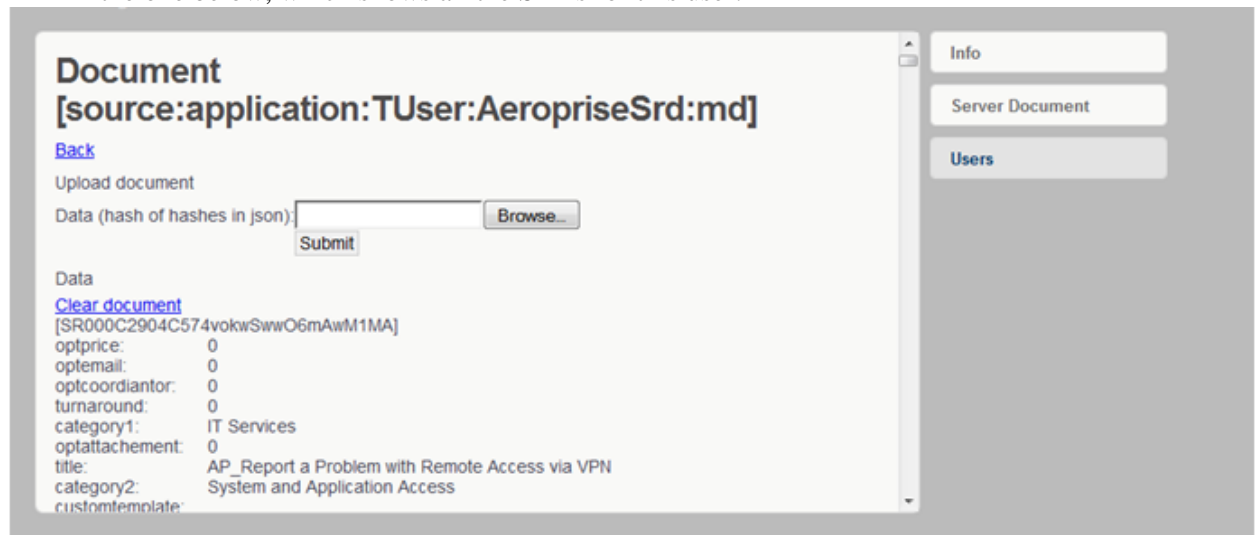 Document
[source:application:TUser:AeropriseSrd:md]
Back
Upload document
Data (hash of hashes in json): Browse...
Submit
Data
Clear document
[SR000C2904C574vokwSwwO6mAwM1MA]
optprice: 0
optemail: 0
optcoordiantor: 0
turnaround: 0
category1: IT Services
optattachement: 0
title: AP_Report a Problem with Remote Access via VPN
category2: System and Application Access
customtemplate:
Info
Server Document
Users